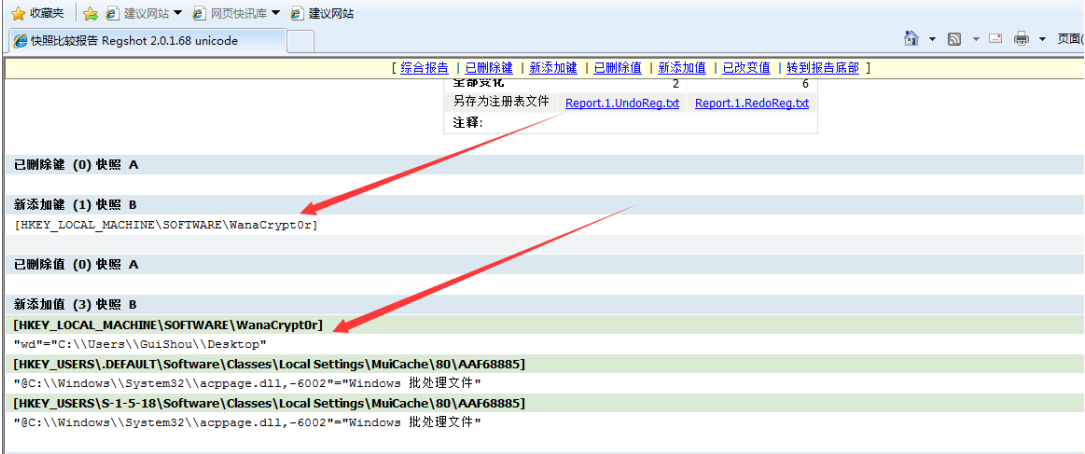 收藏夹 建议网站 网页快讯库 建议网站
快照比较报告 Regshot 2.0.1.68 unicode 页面(
[ 综合报告 | 已删除键 | 新添加键 | 已删除值 | 新添加值 | 已改变值 | 转到报告底部 ]
全部变化 2 6
另存为注册表文件 Report.1.UndoReg.txt Report.1.RedoReg.txt
注释:
已删除键 (0) 快照 A
新添加键 (1) 快照 B
[HKEY_LOCAL_MACHINE\SOFTWARE\WanaCrypt0r]
已删除值 (0) 快照 A
新添加值 (3) 快照 B
[HKEY_LOCAL_MACHINE\SOFTWARE\WanaCrypt0r]
"wd"="C:\\Users\\GuiShou\\Desktop"
[HKEY_USERS\.DEFAULT\Software\Classes\Local Settings\MuiCache\80\AAF68885]
"@C:\\Windows\\System32\\acppage.dll,-6002"="Windows 批处理文件"
[HKEY_USERS\S-1-5-18\Software\Classes\Local Settings\MuiCache\80\AAF68885]
"@C:\\Windows\\System32\\acppage.dll,-6002"="Windows 批处理文件"